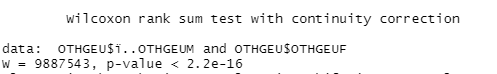 Wilcoxon rank sum test with continuity correction
data:  OTHGEU$ï..OTHGEUM and OTHGEU$OTHGEUF
W = 9887543, p-value < 2.2e-16